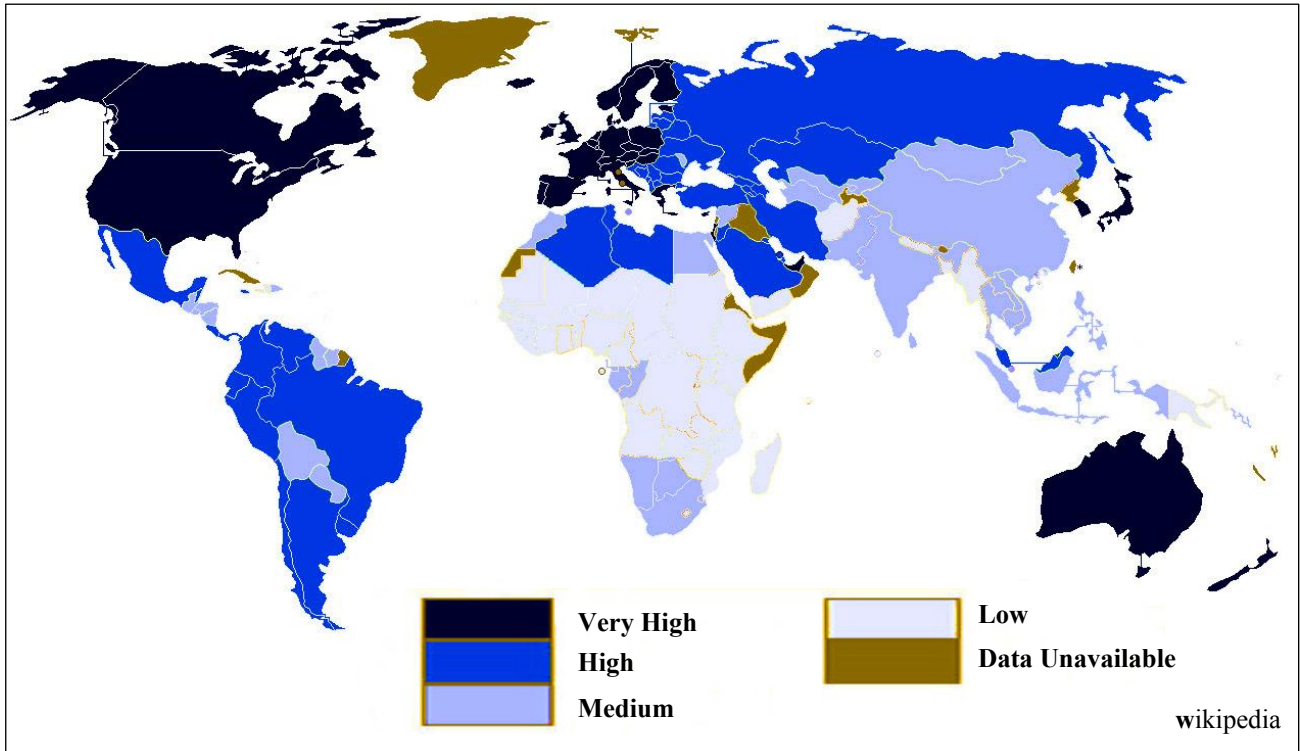 Very High
High
Medium
Low
Data Unavailable
wikipedia